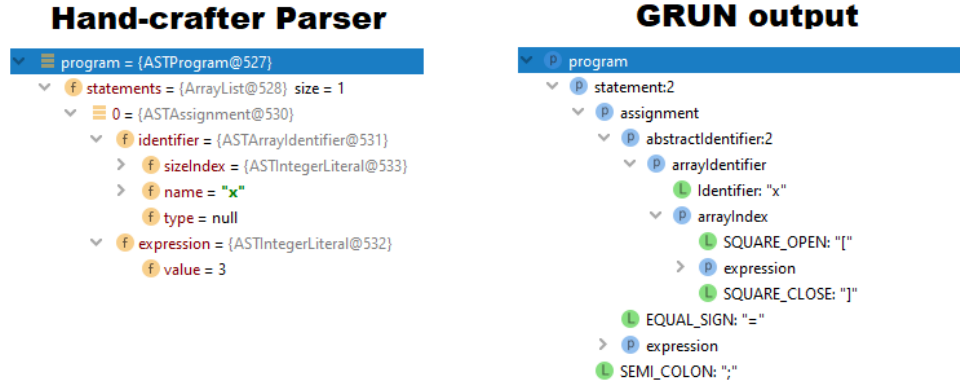 Hand-crafter Parser
program = {ASTProgram@527}
statements = {ArrayList@528} size = 1
0 = {ASTAssignment@530}
identifier = {ASTArrayIdentifier@531}
sizeIndex = {ASTIntegerLiteral@533}
name = "x"
type = null
expression = {ASTIntegerLiteral@532}
value = 3
GRUN output
program
statement:2
assignment
abstractIdentifier:2
arrayIdentifier
Identifier: "x"
arrayIndex
SQUARE_OPEN: "["
expression
SQUARE_CLOSE: "]"
EQUAL_SIGN: "="
expression
SEMI_COLON: ";"